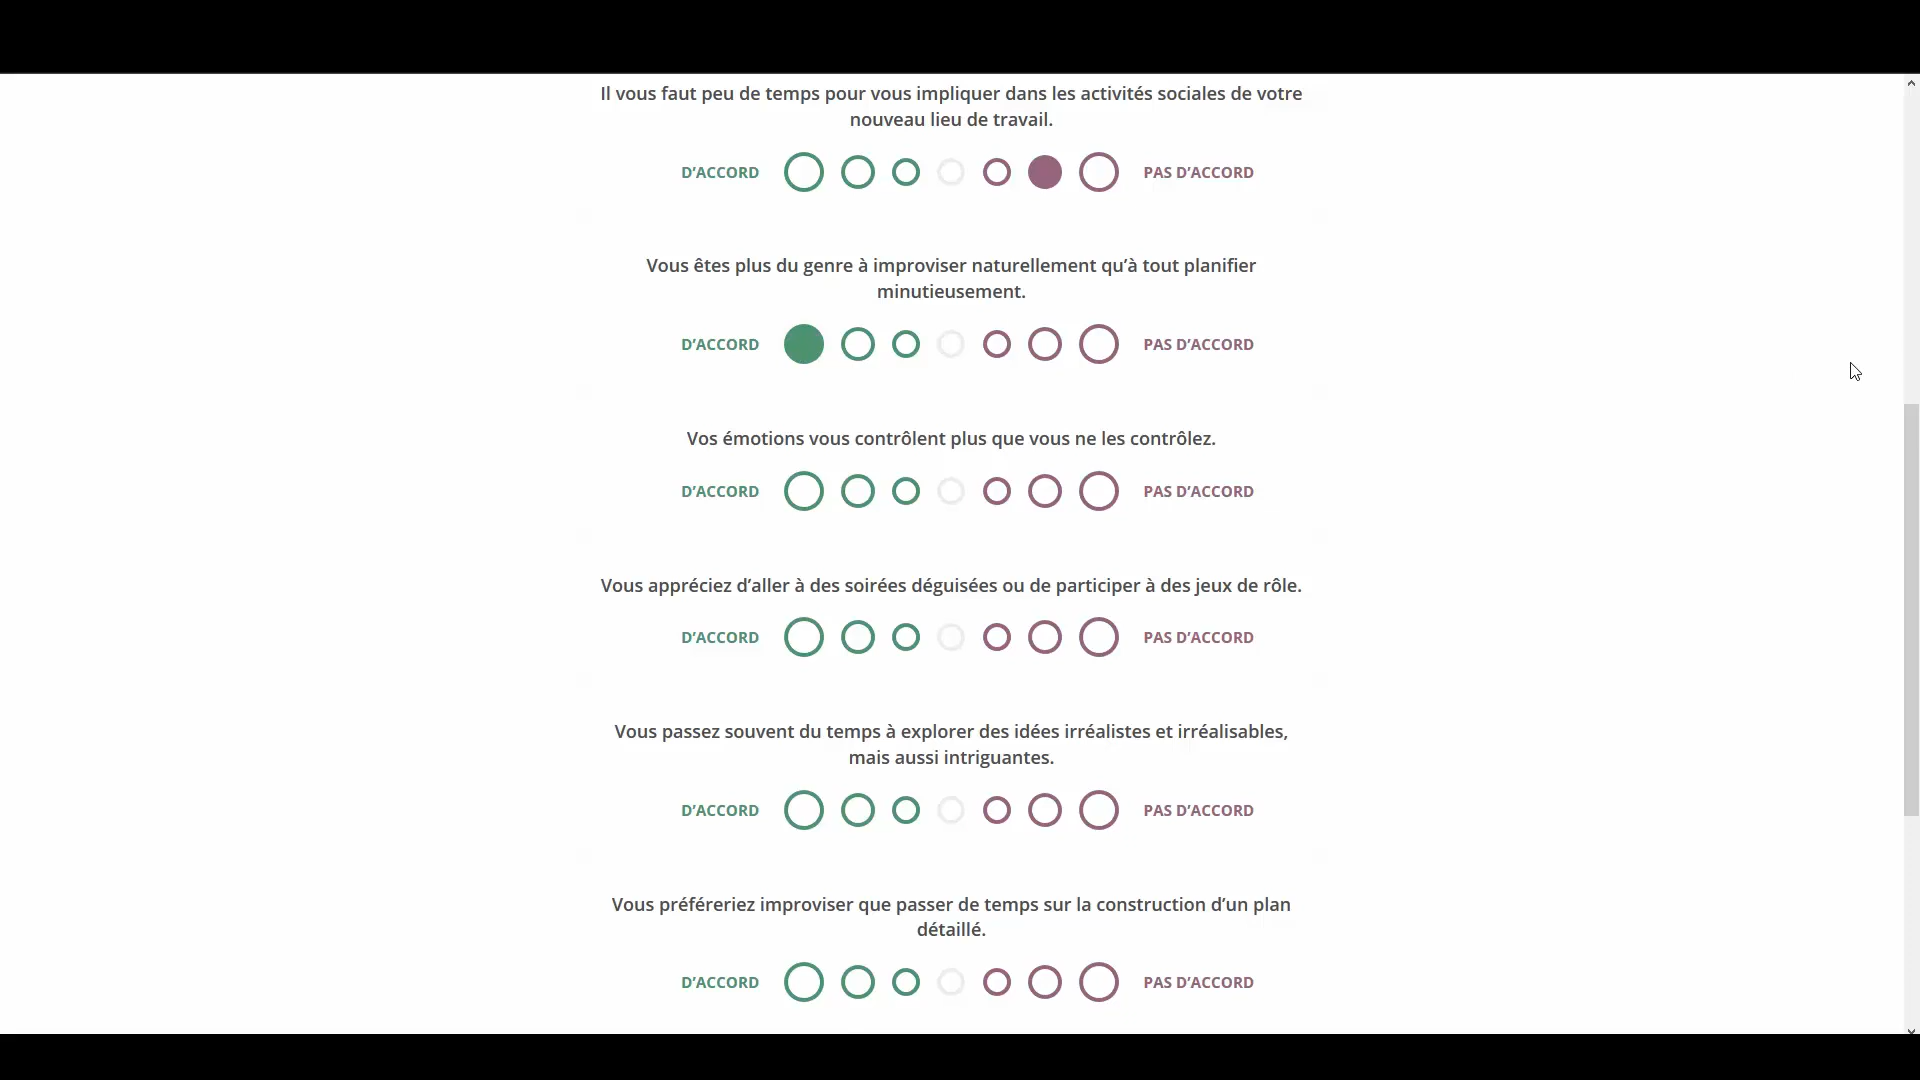 Il vous faut peu de temps pour vous impliquer dans les activités sociales de votre
nouveau lieu de travail.
D’ACCORD PAS D’ACCORD
Vous êtes plus du genre à improviser naturellement qu’à tout planifier
minutieusement.
D’ACCORD PAS D’ACCORD
Vos émotions vous contrôlent plus que vous ne les contrôlez.
D’ACCORD PAS D’ACCORD
Vous appréciez d’aller à des soirées déguisées ou de participer à des jeux de rôle.
D’ACCORD PAS D’ACCORD
Vous passez souvent du temps à explorer des idées irréalistes et irréalisables,
mais aussi intriguantes.
D’ACCORD PAS D’ACCORD
Vous préféreriez improviser que passer de temps sur la construction d’un plan
détaillé.
D’ACCORD PAS D’ACCORD